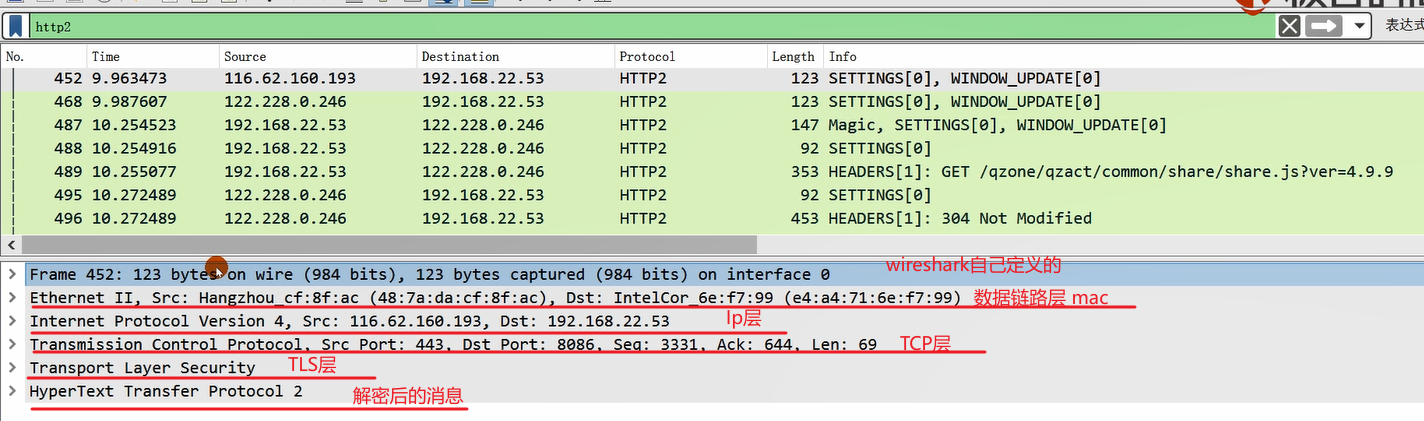 http2
表达式
No. Time Source Destination Protocol Length Info
452 9.963473 116.62.160.193 192.168.22.53 HTTP2 123 SETTINGS[0], WINDOW_UPDATE[0]
468 9.987607 122.228.0.246 192.168.22.53 HTTP2 123 SETTINGS[0], WINDOW_UPDATE[0]
487 10.254523 192.168.22.53 122.228.0.246 HTTP2 147 Magic, SETTINGS[0], WINDOW_UPDATE[0]
488 10.254916 192.168.22.53 122.228.0.246 HTTP2 92 SETTINGS[0]
489 10.255077 192.168.22.53 122.228.0.246 HTTP2 353 HEADERS[1]: GET /qzone/qzact/common/share/share.js?ver=4.9.9
495 10.272489 122.228.0.246 192.168.22.53 HTTP2 92 SETTINGS[0]
496 10.272489 122.228.0.246 192.168.22.53 HTTP2 453 HEADERS[1]: 304 Not Modified
Frame 452: 123 bytes on wire (984 bits), 123 bytes captured (984 bits) on interface 0 wireshark自己定义的
Ethernet II, Src: Hangzhou_cf:8f:ac (48:7a:da:cf:8f:ac), Dst: IntelCor_6e:f7:99 (e4:a4:71:6e:f7:99) 数据链路层 mac
Internet Protocol Version 4, Src: 116.62.160.193, Dst: 192.168.22.53 Ip层
Transmission Control Protocol, Src Port: 443, Dst Port: 8086, Seq: 3331, Ack: 644, Len: 69 TCP层
Transport Layer Security TLS层
HyperText Transfer Protocol 2 解密后的消息